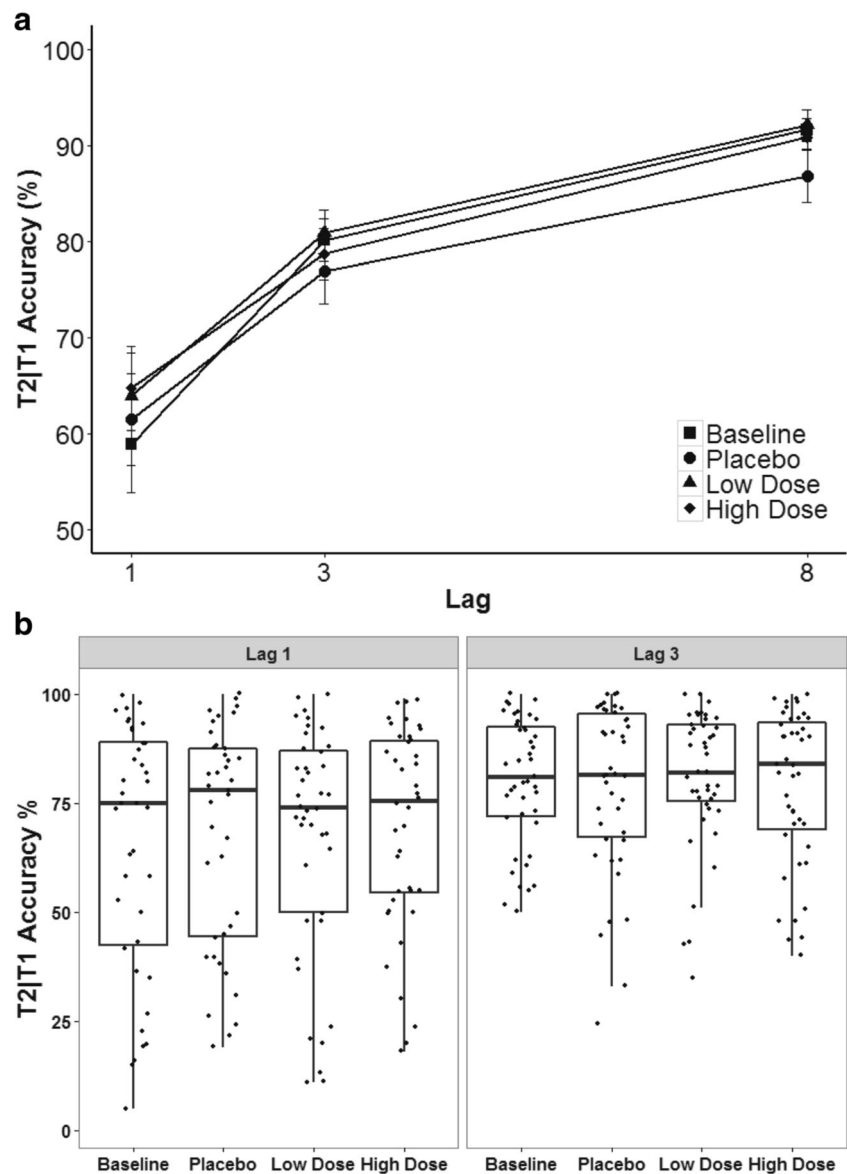 a
T2|T1 Accuracy (%)
100
90
80
70
60
50
Baseline
Placebo
Low Dose
High Dose
1 3 8
Lag
b
Lag 1 Lag 3
T2|T1 Accuracy %
100
75
50
25
0
Baseline Placebo Low Dose High Dose Baseline Placebo Low Dose High Dose